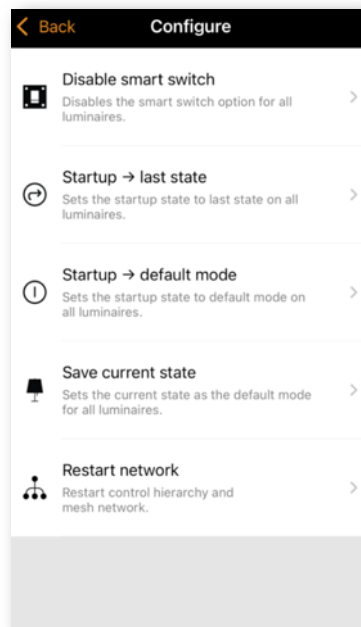 Back
Configure
Disable smart switch
Disables the smart switch option for all
luminaires.
Startup → last state
Sets the startup state to last state on all
luminaires.
Startup → default mode
Sets the startup state to default mode on
all luminaires.
Save current state
Sets the current state as the default mode
for all luminaires.
Restart network
Restart control hierarchy and
mesh network.